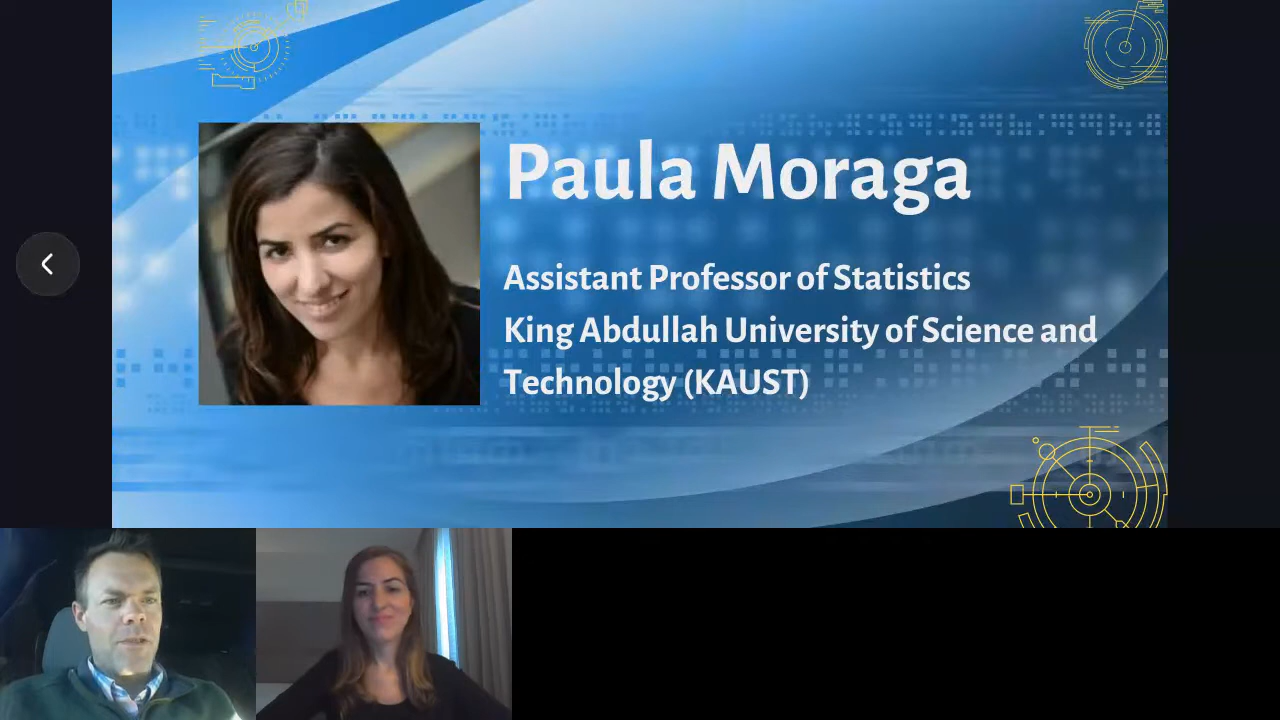 Paula Moraga
Assistant Professor of Statistics
King Abdullah University of Science and
Technology (KAUST)